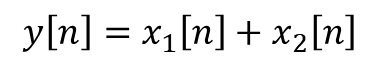 y[n] = x₁[n] + x₂[n]